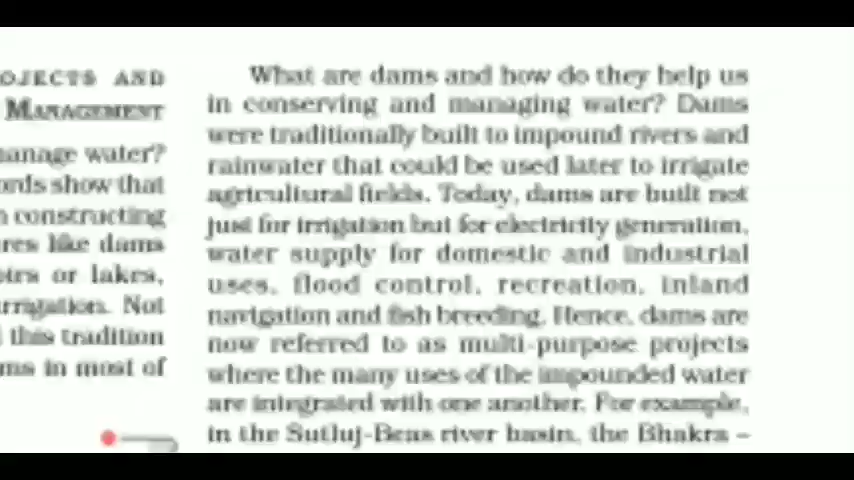 OJECTS AND
MANAGEMENT
anage water?
ords show that
constructing
res like dams
irs or lakes,
rrigation. Not
this tradition
ms in most of
What are dams and how do they help us
in conserving and managing water? Dams
were traditionally built to impound rivers and
rainwater that could be used later to irrigate
agricultural fields. Today, dams are built not
just for irrigation but for electricity generation,
water supply for domestic and industrial
uses, flood control, recreation, inland
navigation and fish breeding. Hence, dams are
now referred to as multi-purpose projects
where the many uses of the impounded water
are integrated with one another. For example,
in the Sutluj-Beas river basin, the Bhakra –